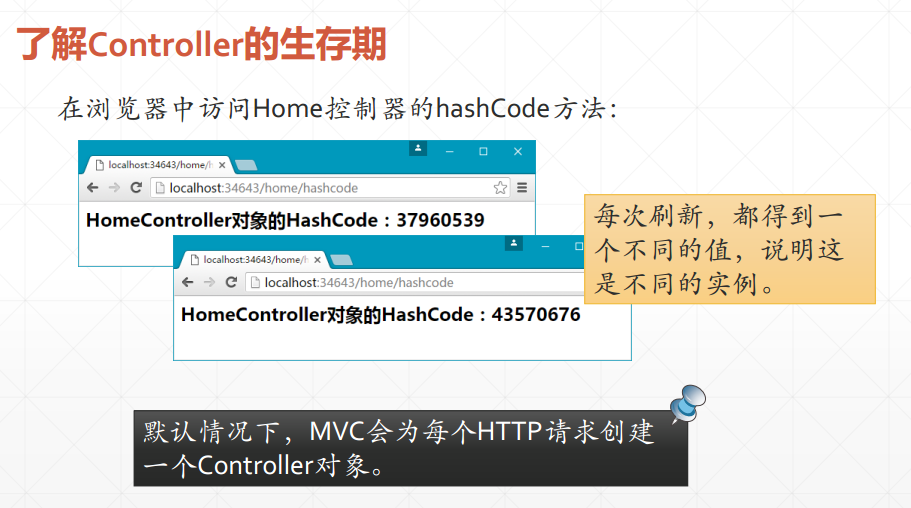 了解Controller的生存期
在浏览器中访问Home控制器的hashCode方法：
localhost:34643/home/
localhost:34643/home/hashcode
HomeController对象的HashCode：37960539
localhost:34643/home/
localhost:34643/home/hashcode
HomeController对象的HashCode：43570676
每次刷新，都得到一
个不同的值，说明这
是不同的实例。
默认情况下，MVC会为每个HTTP请求创建
一个Controller对象。